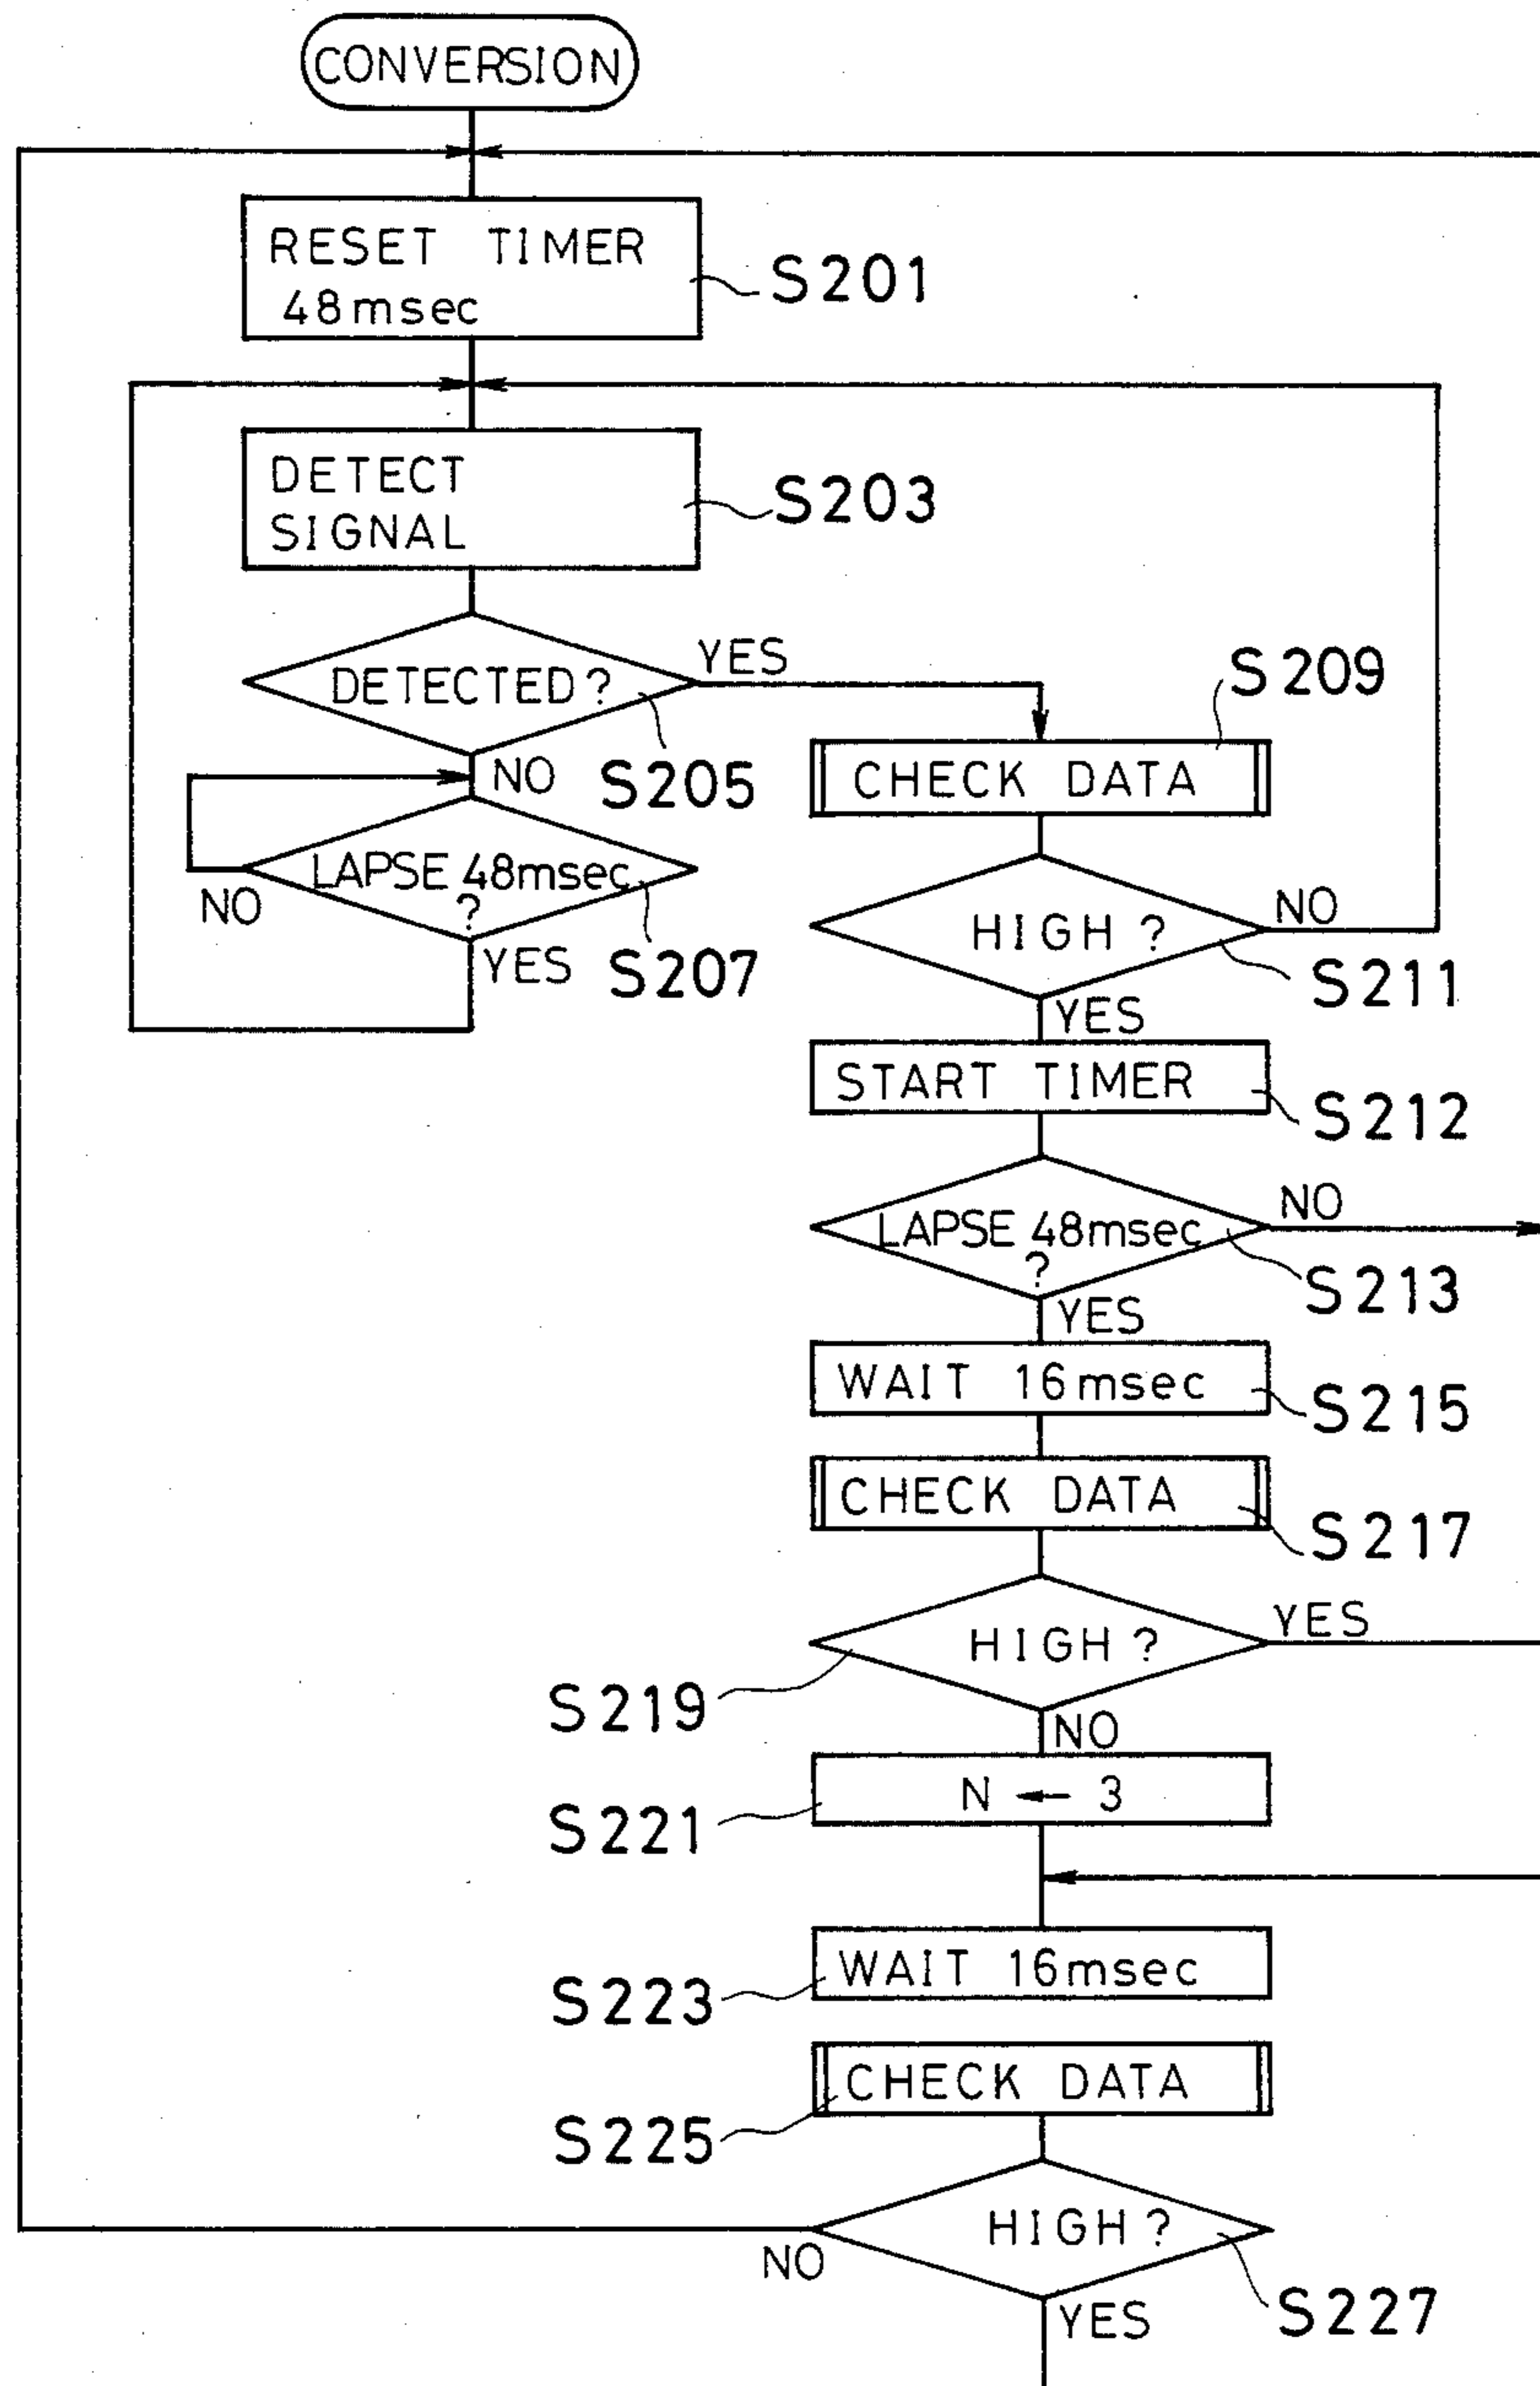 CONVERSION
RESET TIMER
48msec
S201
DETECT
SIGNAL
S203
DETECTED?
YES
S205
NO
LAPSE 48msec
?
NO
YES
S207
S209
CHECK DATA
HIGH ?
NO
S211
YES
START TIMER
S212
LAPSE 48msec
?
NO
S213
YES
WAIT 16msec
S215
CHECK DATA
S217
HIGH ?
YES
S219
NO
N ← 3
S221
WAIT 16msec
S223
CHECK DATA
S225
HIGH ?
NO
S227
YES